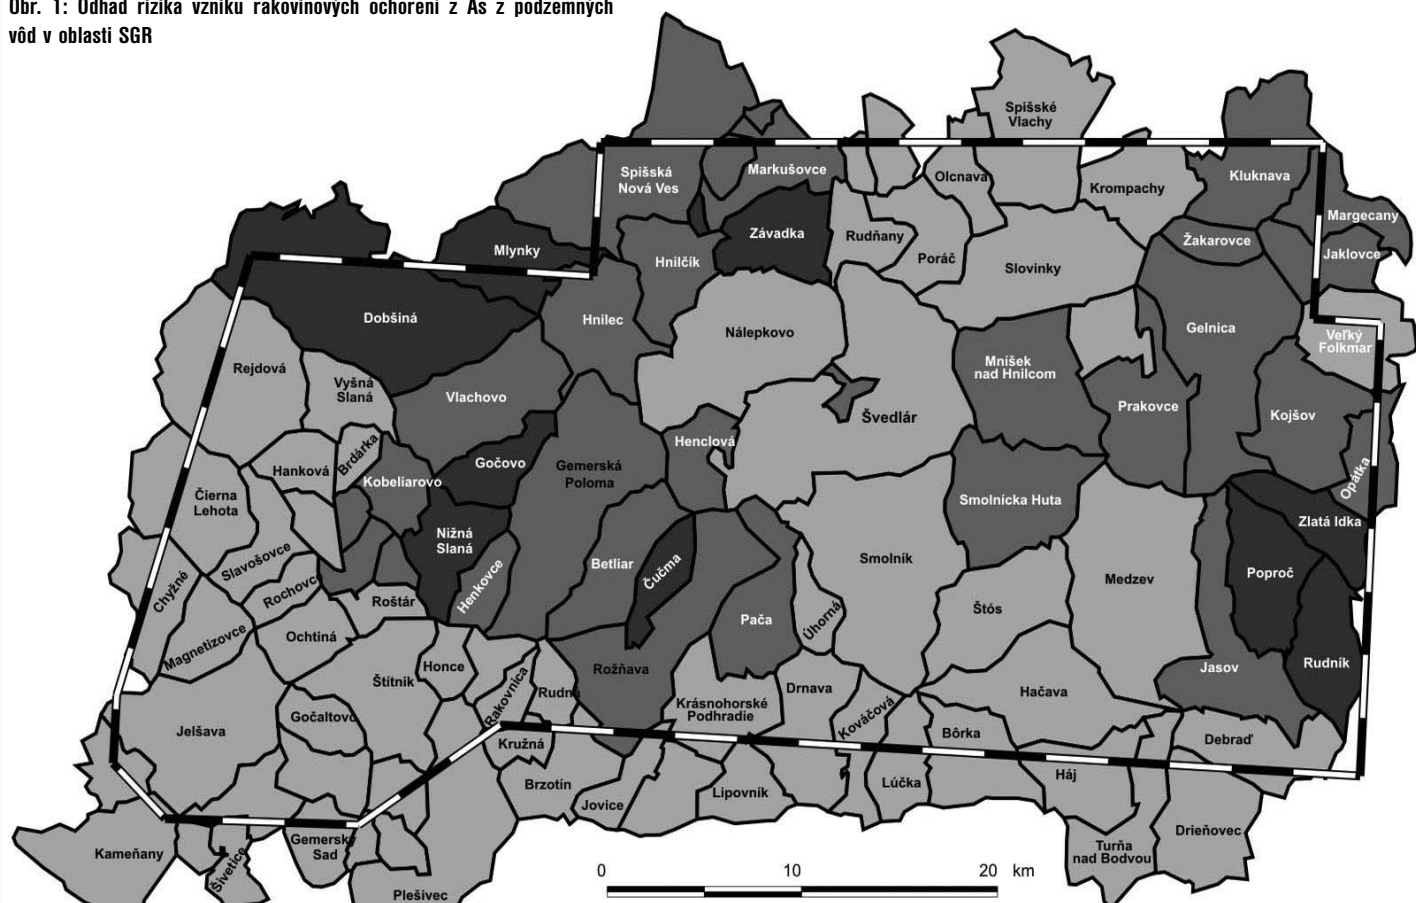 Obr. 1: Odhad rizika vzniku rakovinových ochorení z As z podzemných
vôd v oblasti SGR
Spišské
Vlachy
Spišská
Nová Ves
Markušovce
Olcnava
Krompachy
Kluknava
Margecany
Mlynky
Závadka
Rudňany
Žakarovce
Jaklovce
Hnilčík
Poráč
Slovinky
Dobšiná
Hnilec
Nálepkovo
Gelnica
Veľký
Folkmar
Rejdová
Vyšná
Slaná
Vlachovo
Mníšek
nad Hnilcom
Prakovce
Kojšov
Švedlár
Henclová
Brdárka
Hanková
Gočovo
Gemerská
Poloma
Kobeliarovo
Opátka
Čierna
Lehota
Smolnícka Huta
Zlatá Idka
Nižná
Slaná
Slavošovce
Betliar
Čučma
Smolník
Medzev
Poproč
Chyžné
Rochovce
Henkovce
Roštár
Štós
Úhorná
Pača
Magnetizovce
Ochtiná
Honce
Rožňava
Jasov
Rudník
Štítnik
Rakovnica
Rudná
Drnava
Hačava
Krásnohorské
Podhradie
Kováčová
Gočaltovo
Jelšava
Bôrka
Debraď
Kružná
Háj
Brzotín
Lipovník
Lúčka
Jovice
Drieňovec
Gemerský
Sad
Turňa
nad Bodvou
Kameňany
Šivetice
Plešivec
0 10 20 km